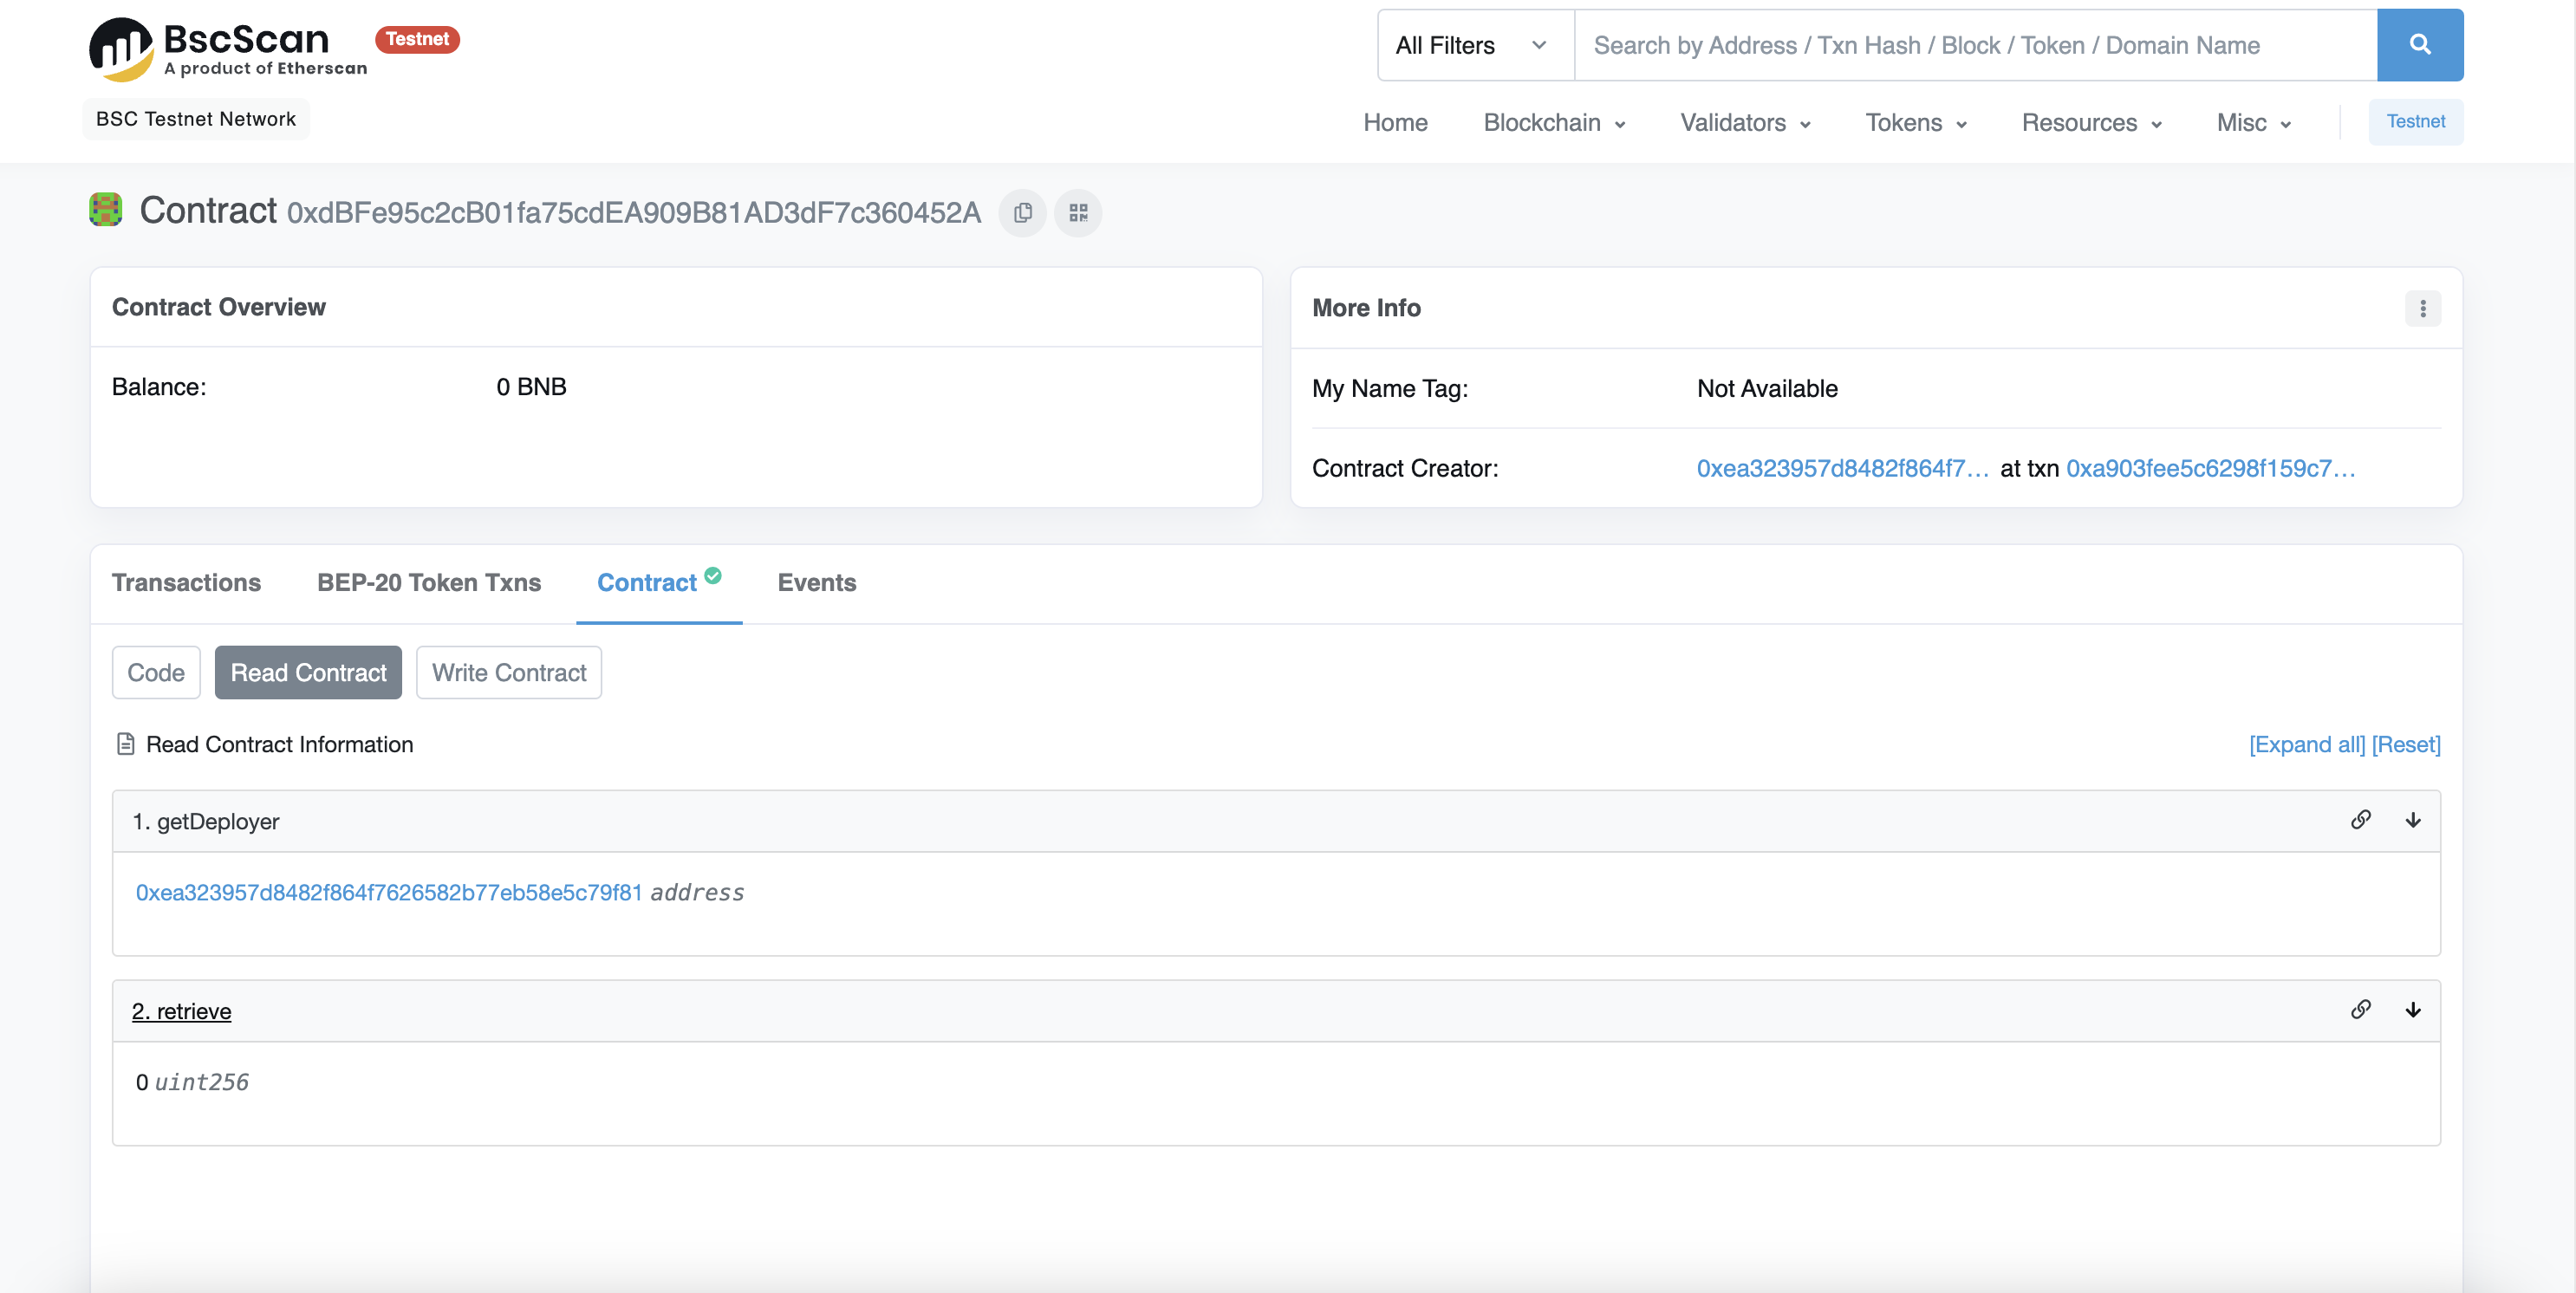 BscScan
Testnet
A product of Etherscan
BSC Testnet Network
All Filters
Search by Address / Txn Hash / Block / Token / Domain Name
Home Blockchain Validators Tokens Resources Misc Testnet
Contract 0xdBFe95c2cB01fa75cdEA909B81AD3dF7c360452A
Contract Overview
Balance: 0 BNB
More Info
My Name Tag: Not Available
Contract Creator: 0xea323957d8482f864f7... at txn 0xa903fee5c6298f159c7...
Transactions BEP-20 Token Txns Contract Events
Code Read Contract Write Contract
Read Contract Information
[Expand all] [Reset]
1. getDeployer
0xea323957d8482f864f7626582b77eb58e5c79f81 address
2. retrieve
0 uint256